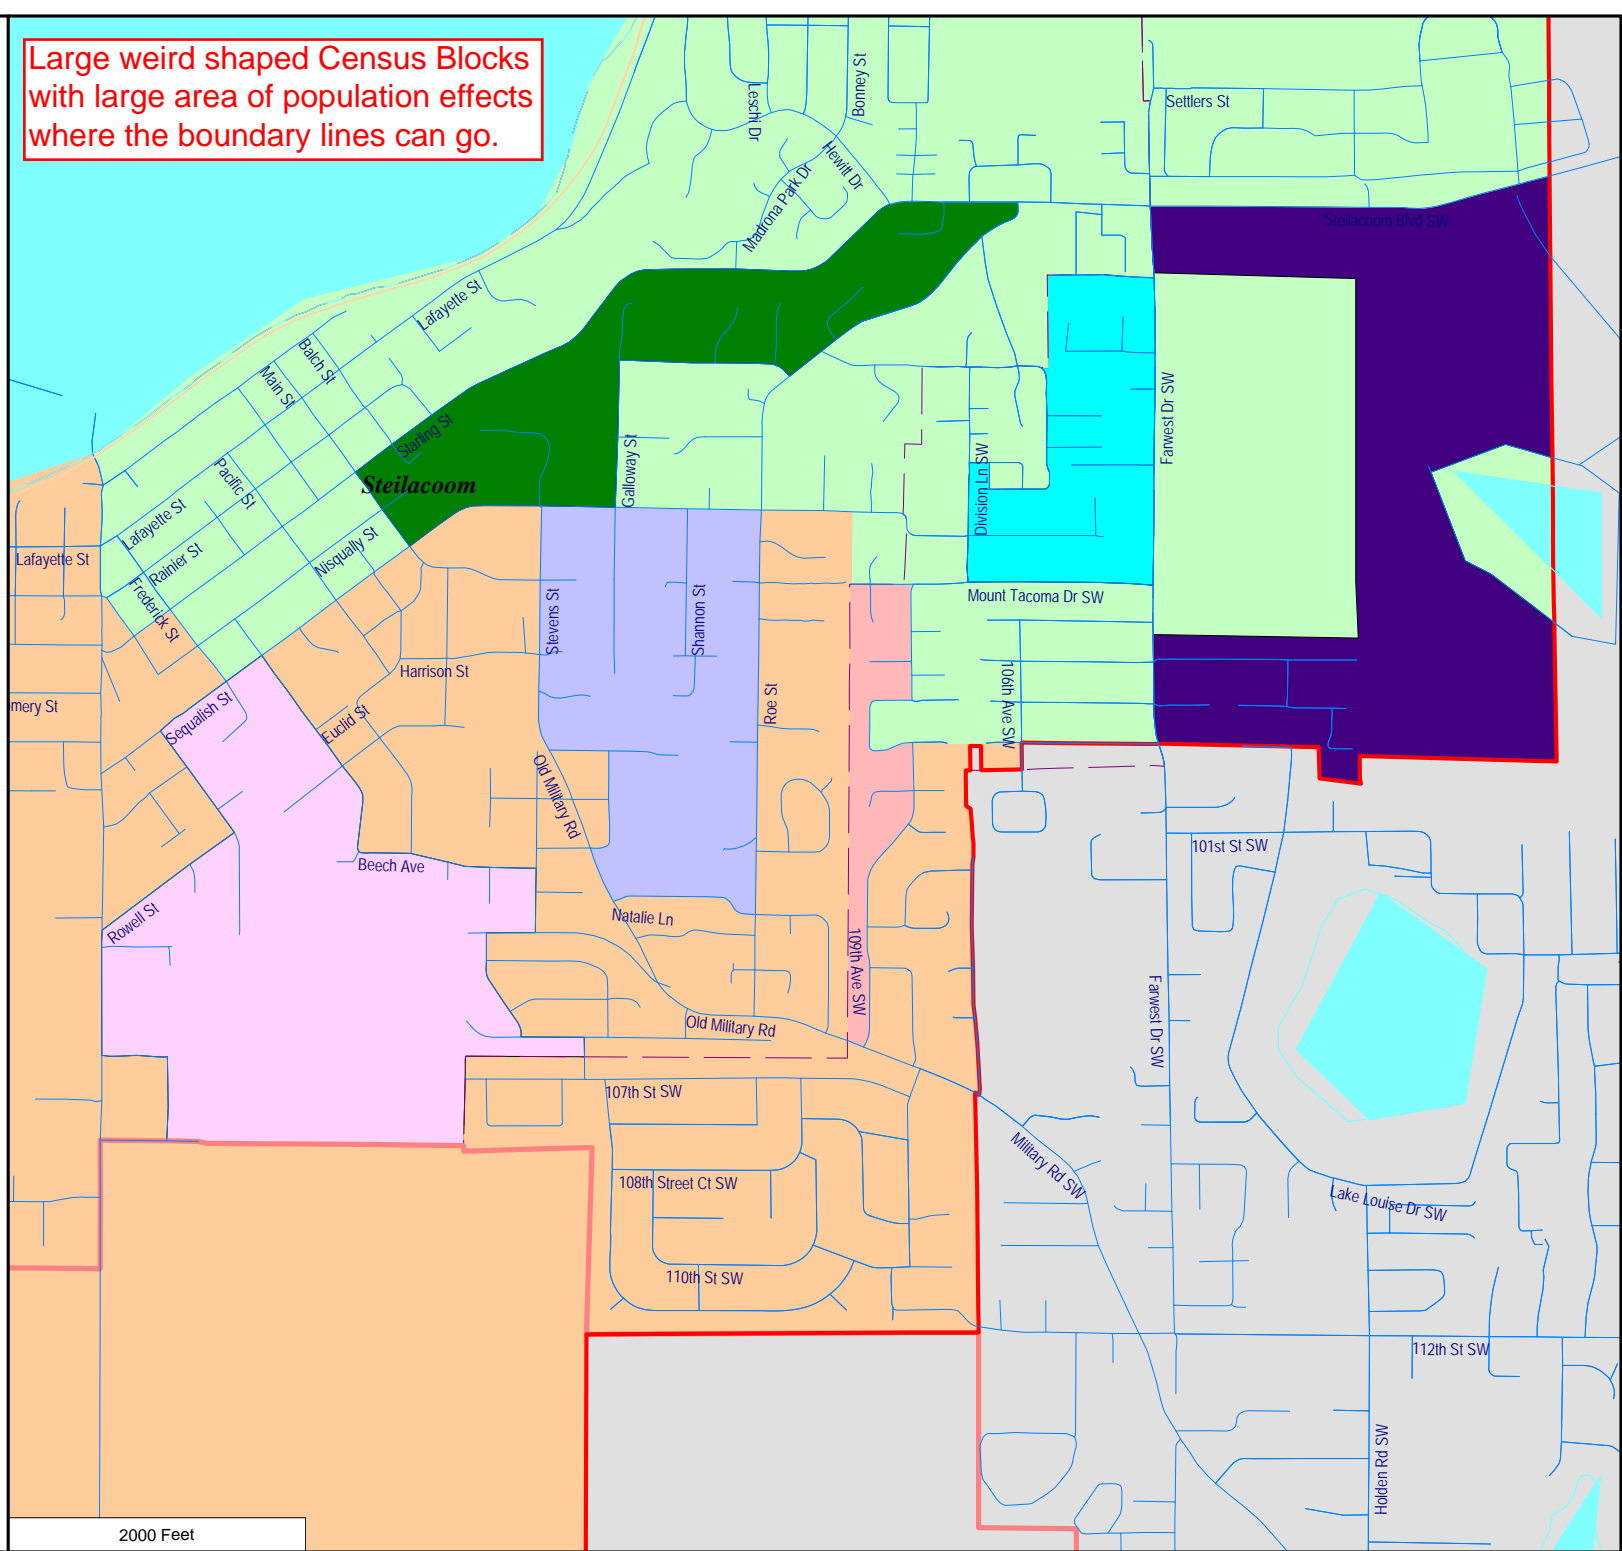 Large weird shaped Census Blocks
with large area of population effects
where the boundary lines can go.
Leschi Dr
Bonney St
Settlers St
Hewitt Dr
Madrona Park Dr
Steilacoom Blvd SW
Lafayette St
Balch St
Main St
Farwest Dr SW
Starling St
Steilacoom
Galloway St
Pacific St
Division Ln SW
Lafayette St
Nisqually St
Rainier St
Lafayette St
Frederick St
Stevens St
Shannon St
Mount Tacoma Dr SW
Harrison St
106th Ave SW
Roe St
mery St
Sequalish St
Euclid St
Old Military Rd
101st St SW
Beech Ave
Rowell St
Natalie Ln
109th Ave SW
Farwest Dr SW
Old Military Rd
107th St SW
Military Rd SW
108th Street Ct SW
Lake Louise Dr SW
110th St SW
112th St SW
Holden Rd SW
2000 Feet